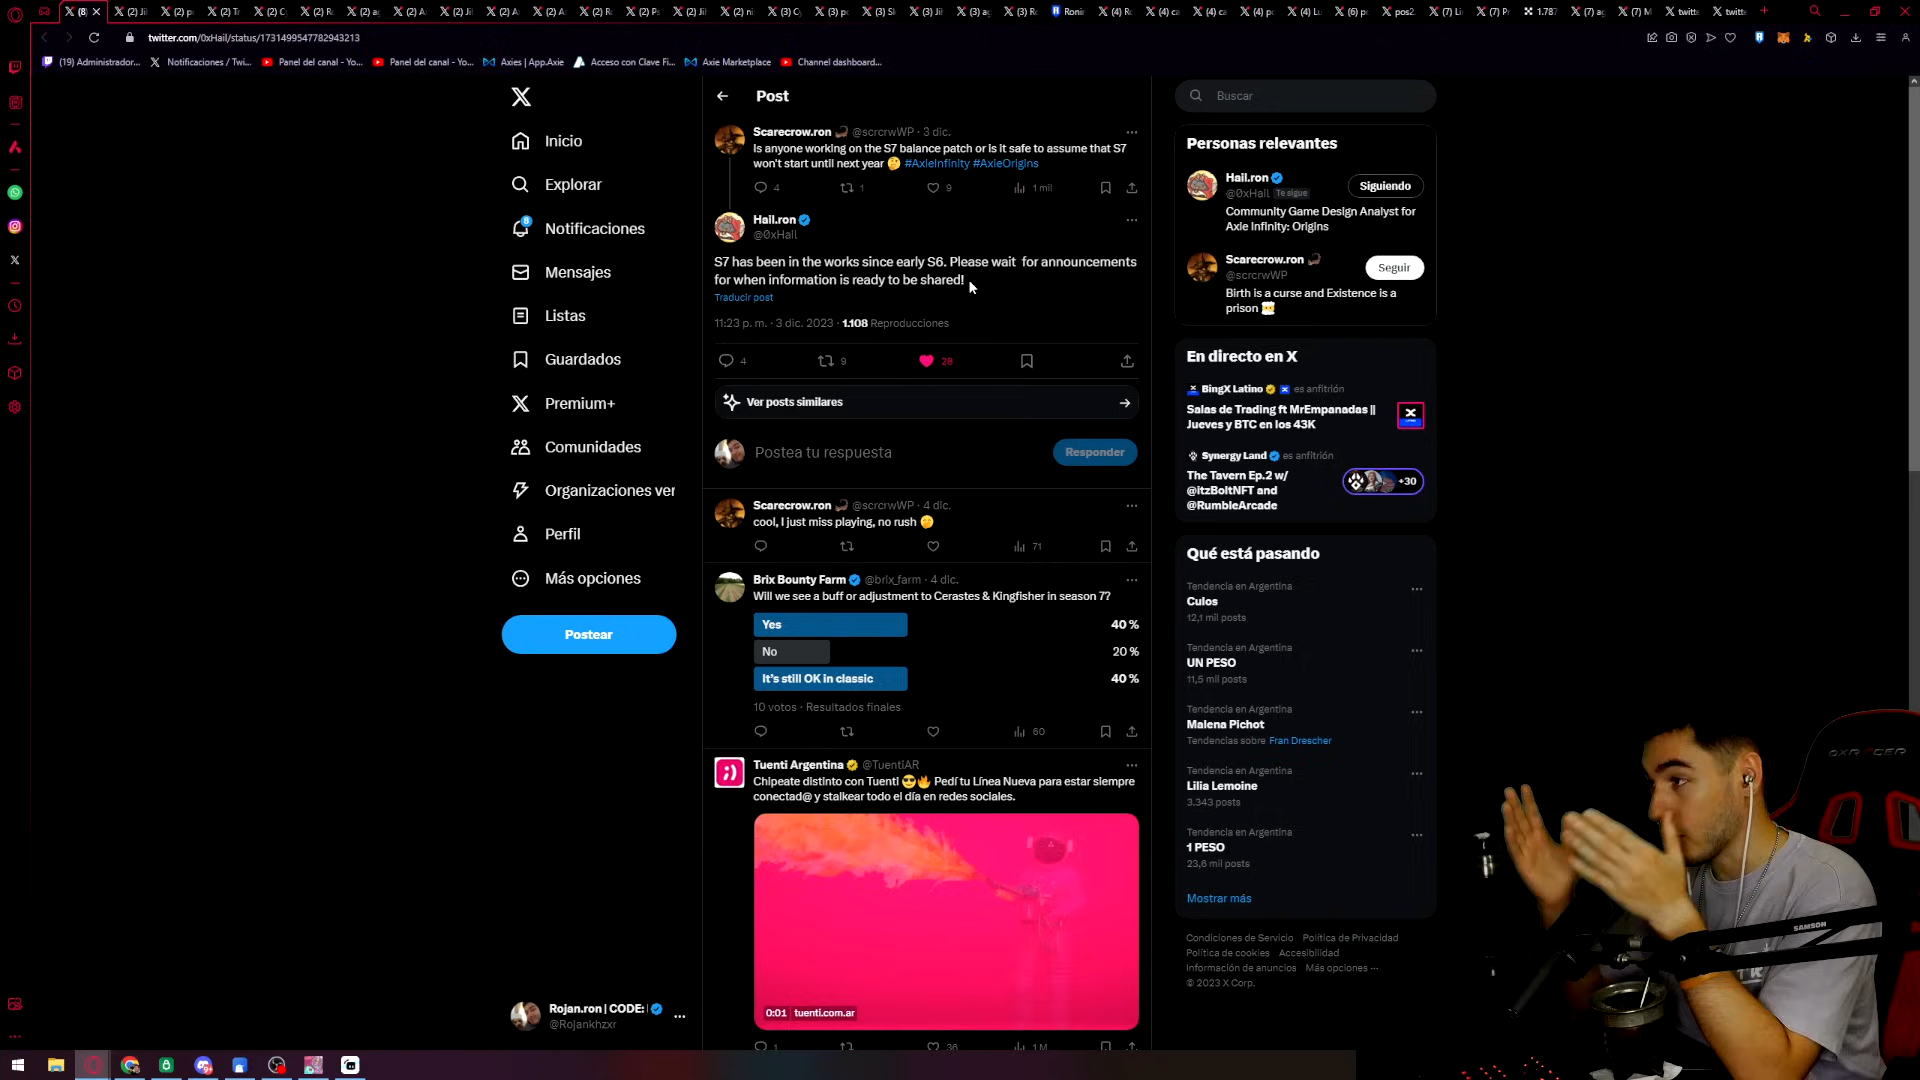 twitter.com/0xHail/status/1731499547782943213
(19) Administrador...
Notificaciones / Twi...
Panel del canal - Yo...
Panel del canal - Yo...
Axies | App.Axie
Acceso con Clave Fi...
Axie Marketplace
Channel dashboard...
Inicio
Explorar
8
Notificaciones
Mensajes
Listas
Guardados
Premium+
Comunidades
Organizaciones ver
Perfil
Más opciones
Postear
Rojan.ron | CODE:
@Rojankhzxr
Post
Scarecrow.ron @scrcrwWP · 3 dic.
Is anyone working on the S7 balance patch or is it safe to assume that S7
won't start until next year 🤔 #AxieInfinity #AxieOrigins
4 1 9 1 mil
Hail.ron
@0xHail
S7 has been in the works since early S6. Please wait for announcements
for when information is ready to be shared!
Traducir post
11:23 p. m. · 3 dic. 2023 · 1.108 Reproducciones
4 9 28
Ver posts similares
Postea tu respuesta
Responder
Scarecrow.ron @scrcrwWP · 4 dic.
cool, I just miss playing, no rush
71
Brix Bounty Farm @brix_farm · 4 dic.
Will we see a buff or adjustment to Cerastes & Kingfisher in season 7?
Yes 40 %
No 20 %
It's still OK in classic 40 %
10 votos · Resultados finales
60
Tuenti Argentina @TuentiAR
Chipeate distinto con Tuenti 😎🔥 Pedí tu Línea Nueva para estar siempre
conectad@ y stalkear todo el día en redes sociales.
0:01 tuenti.com.ar
1 36 1 M
Buscar
Personas relevantes
Hail.ron
@0xHail Te sigue
Siguiendo
Community Game Design Analyst for
Axie Infinity: Origins
Scarecrow.ron
@scrcrwWP
Seguir
Birth is a curse and Existence is a
prison
En directo en X
BingX Latino es anfitrión
Salas de Trading ft MrEmpanadas ||
Jueves y BTC en los 43K
Synergy Land es anfitrión
The Tavern Ep.2 w/
@itzBoltNFT and
@RumbleArcade
+30
Qué está pasando
Tendencia en Argentina
Culos
12,1 mil posts
Tendencia en Argentina
UN PESO
11,5 mil posts
Tendencia en Argentina
Malena Pichot
Tendencias sobre Fran Drescher
Tendencia en Argentina
Lilia Lemoine
3.343 posts
Tendencia en Argentina
1 PESO
23,6 mil posts
Mostrar más
Condiciones de Servicio Política de Privacidad
Política de cookies Accesibilidad
Información de anuncios Más opciones ···
© 2023 X Corp.
SAMSON